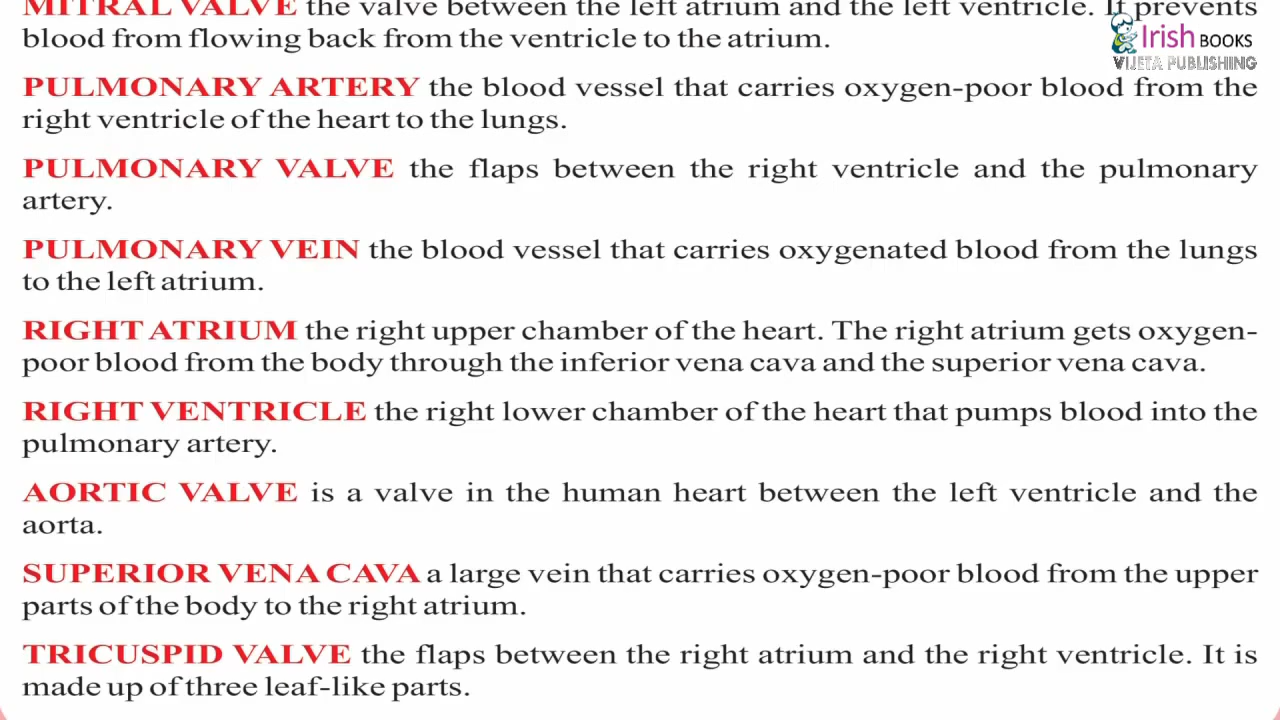 MITRAL VALVE the valve between the left atrium and the left ventricle. It prevents
blood from flowing back from the ventricle to the atrium.
Irish BOOKS
VIJETA PUBLISHING
PULMONARY ARTERY the blood vessel that carries oxygen-poor blood from the
right ventricle of the heart to the lungs.
PULMONARY VALVE the flaps between the right ventricle and the pulmonary
artery.
PULMONARY VEIN the blood vessel that carries oxygenated blood from the lungs
to the left atrium.
RIGHT ATRIUM the right upper chamber of the heart. The right atrium gets oxygen-
poor blood from the body through the inferior vena cava and the superior vena cava.
RIGHT VENTRICLE the right lower chamber of the heart that pumps blood into the
pulmonary artery.
AORTIC VALVE is a valve in the human heart between the left ventricle and the
aorta.
SUPERIOR VENA CAVA a large vein that carries oxygen-poor blood from the upper
parts of the body to the right atrium.
TRICUSPID VALVE the flaps between the right atrium and the right ventricle. It is
made up of three leaf-like parts.